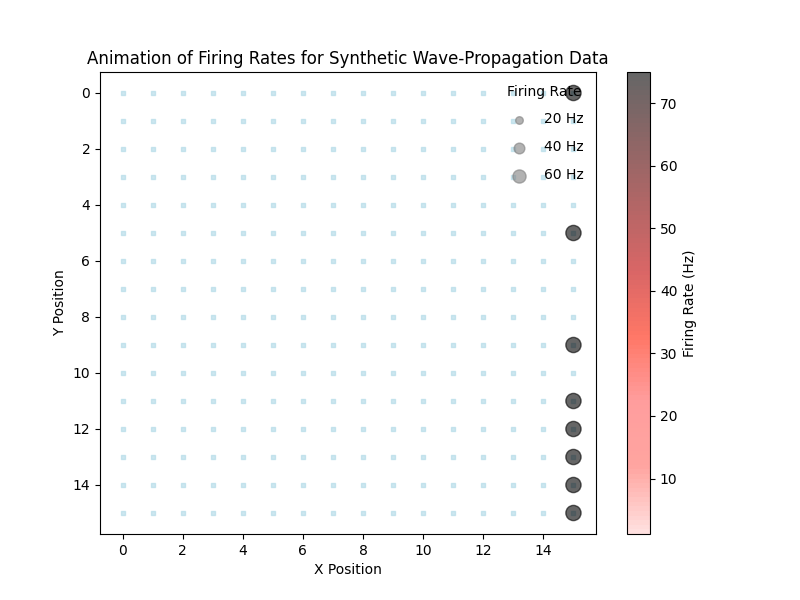 Animation of Firing Rates for Synthetic Wave-Propagation Data
Firing Rate
20 Hz
40 Hz
60 Hz
0
2
4
6
8
10
12
14
Y Position
0
2
4
6
8
10
12
14
X Position
70
60
50
40
30
20
10
Firing Rate (Hz)